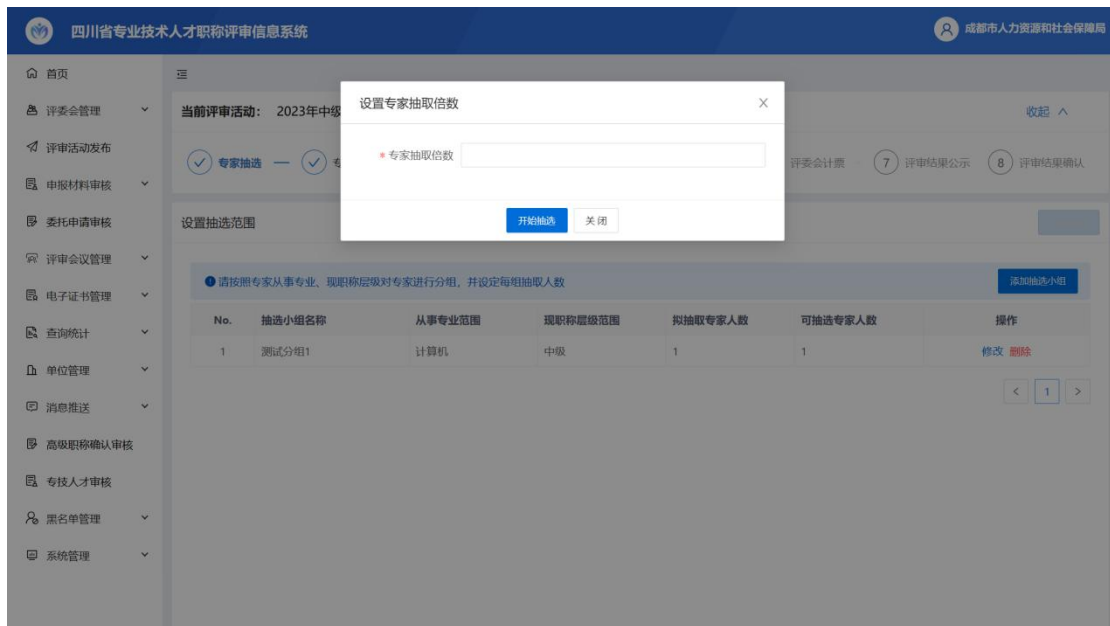 四川省专业技术人才职称评审信息系统
成都市人力资源和社会保障局
首页
评委会管理
评审活动发布
申报材料审核
委托申请审核
评审会议管理
电子证书管理
查询统计
单位管理
消息推送
高级职称确认审核
专技人才审核
黑名单管理
系统管理
当前评审活动： 2023年中级
收起
专家抽选
评委会计票
7 评审结果公示
8 评审结果确认
设置专家抽取倍数
* 专家抽取倍数
开始抽选 关闭
设置抽选范围
请按照专家从事专业、现职称层级对专家进行分组，并设定每组抽取人数
添加抽选小组
No. 抽选小组名称 从事专业范围 现职称层级范围 拟抽取专家人数 可抽选专家人数 操作
1 测试分组1 计算机 中级 1 1 修改 删除
< 1 >